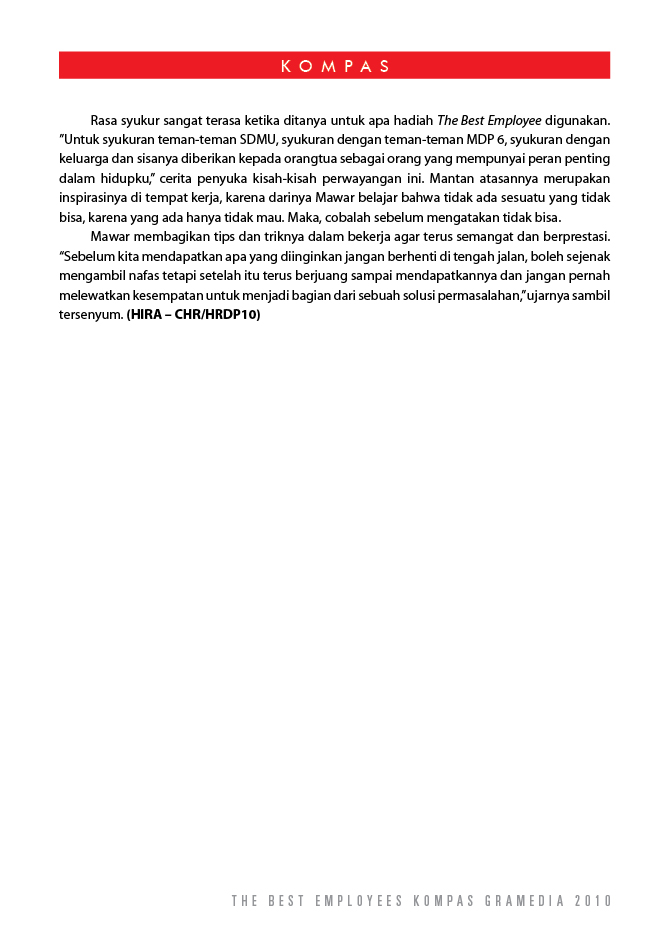 KOMPAS
Rasa syukur sangat terasa ketika ditanya untuk apa hadiah The Best Employee digunakan.
“Untuk syukuran teman-teman SDMU, syukuran dengan teman-teman MDP 6, syukuran dengan
keluarga dan sisanya diberikan kepada orangtua sebagai orang yang mempunyai peran penting
dalam hidupku,” cerita penyuka kisah-kisah perwayangan ini. Mantan atasannya merupakan
inspirasinya di tempat kerja, karena darinya Mawar belajar bahwa tidak ada sesuatu yang tidak
bisa, karena yang ada hanya tidak mau. Maka, cobalah sebelum mengatakan tidak bisa.
Mawar membagikan tips dan triknya dalam bekerja agar terus semangat dan berprestasi.
“Sebelum kita mendapatkan apa yang diinginkan jangan berhenti di tengah jalan, boleh sejenak
mengambil nafas tetapi setelah itu terus berjuang sampai mendapatkannya dan jangan pernah
melewatkan kesempatan untuk menjadi bagian dari sebuah solusi permasalahan,” ujarnya sambil
tersenyum. (HIRA – CHR/HRDP10)
THE BEST EMPLOYEES KOMPAS GRAMEDIA 2010